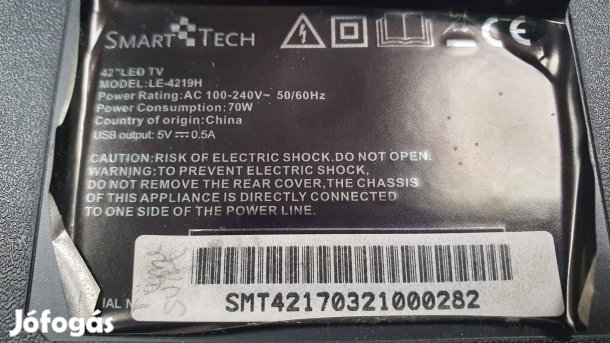 SMART TECH
42"LED TV
MODEL:LE-4219H
Power Rating:AC 100-240V~ 50/60Hz
Power Consumption:70W
Country of origin:China
USB output: 5V⎓0.5A
CAUTION:RISK OF ELECTRIC SHOCK.DO NOT OPEN.
WARNING:TO PREVENT ELECTRIC SHOCK,
DO NOT REMOVE THE REAR COVER,THE CHASSIS
OF THIS APPLIANCE IS DIRECTLY CONNECTED
TO ONE SIDE OF THE POWER LINE.
IAL
SMT42170321000282
Jófogás